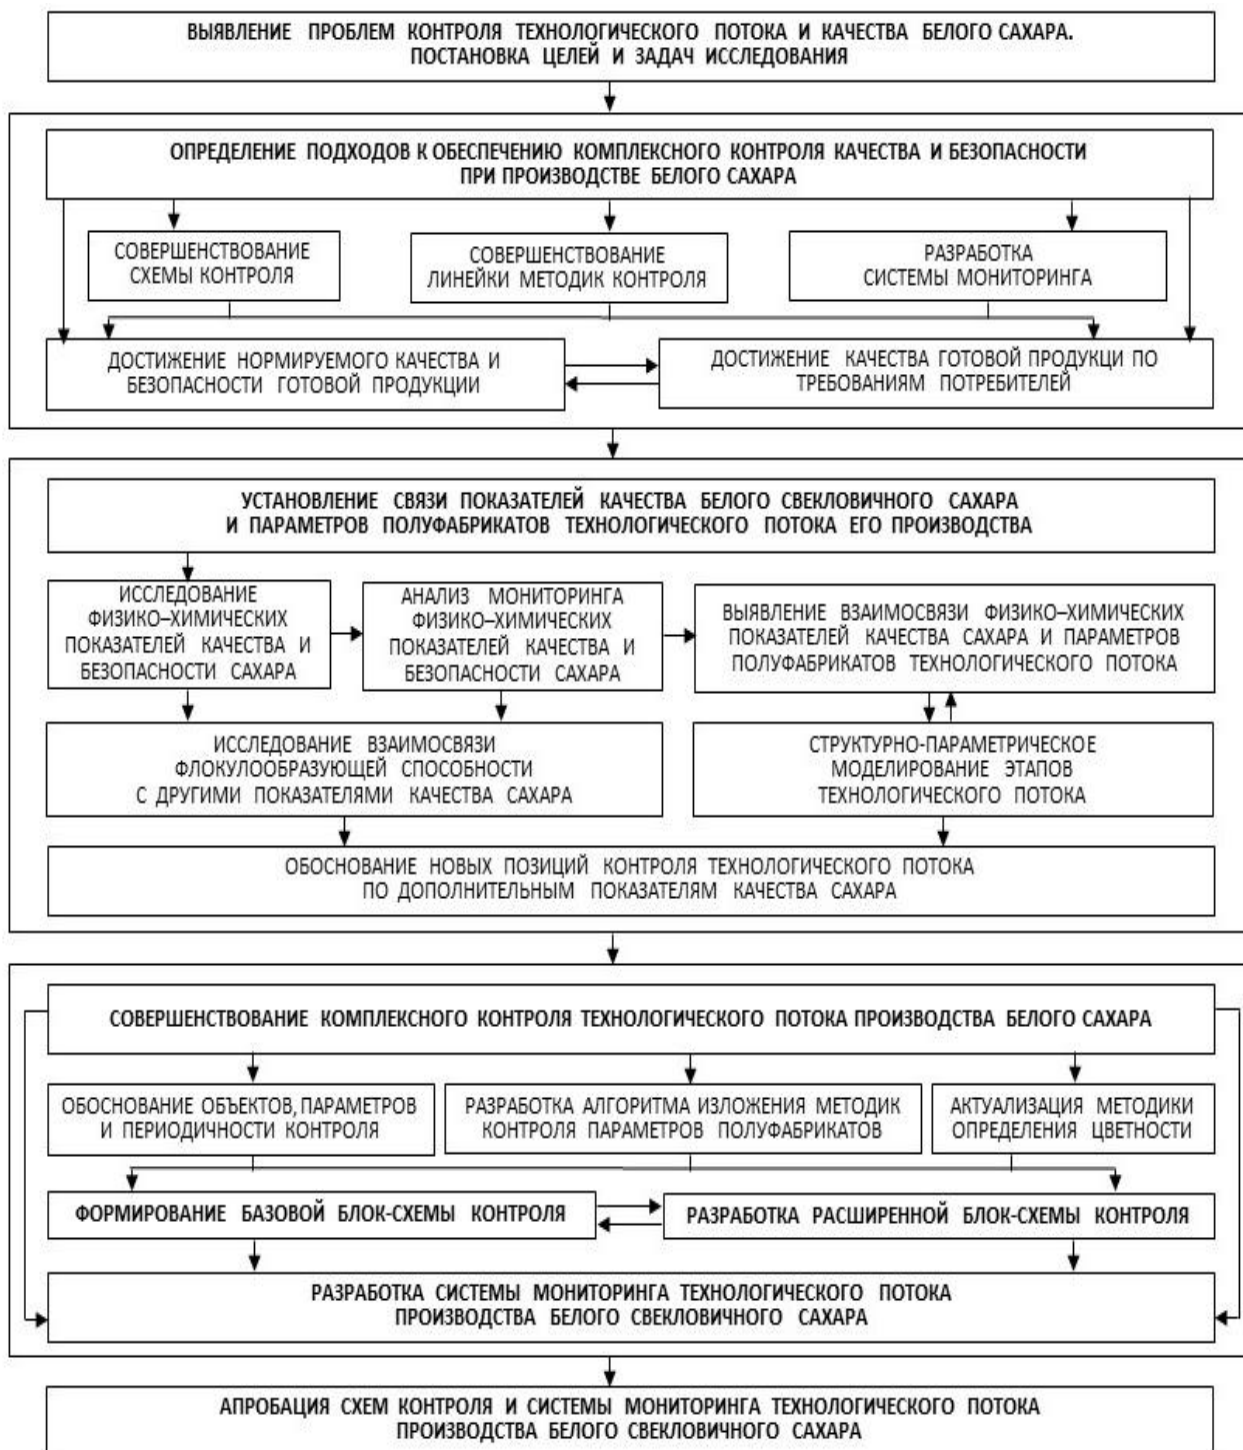 ВЫЯВЛЕНИЕ ПРОБЛЕМ КОНТРОЛЯ ТЕХНОЛОГИЧЕСКОГО ПОТОКА И КАЧЕСТВА БЕЛОГО САХАРА.
ПОСТАНОВКА ЦЕЛЕЙ И ЗАДАЧ ИССЛЕДОВАНИЯ
ОПРЕДЕЛЕНИЕ ПОДХОДОВ К ОБЕСПЕЧЕНИЮ КОМПЛЕКСНОГО КОНТРОЛЯ КАЧЕСТВА И БЕЗОПАСНОСТИ
ПРИ ПРОИЗВОДСТВЕ БЕЛОГО САХАРА
СОВЕРШЕНСТВОВАНИЕ
СХЕМЫ КОНТРОЛЯ
СОВЕРШЕНСТВОВАНИЕ
ЛИНЕЙКИ МЕТОДИК КОНТРОЛЯ
РАЗРАБОТКА
СИСТЕМЫ МОНИТОРИНГА
ДОСТИЖЕНИЕ НОРМИРУЕМОГО КАЧЕСТВА И
БЕЗОПАСНОСТИ ГОТОВОЙ ПРОДУКЦИИ
ДОСТИЖЕНИЕ КАЧЕСТВА ГОТОВОЙ ПРОДУКЦИ ПО
ТРЕБОВАНИЯМ ПОТРЕБИТЕЛЕЙ
УСТАНОВЛЕНИЕ СВЯЗИ ПОКАЗАТЕЛЕЙ КАЧЕСТВА БЕЛОГО СВЕКЛОВИЧНОГО САХАРА
И ПАРАМЕТРОВ ПОЛУФАБРИКАТОВ ТЕХНОЛОГИЧЕСКОГО ПОТОКА ЕГО ПРОИЗВОДСТВА
ИССЛЕДОВАНИЕ
ФИЗИКО–ХИМИЧЕСКИХ
ПОКАЗАТЕЛЕЙ КАЧЕСТВА И
БЕЗОПАСНОСТИ САХАРА
АНАЛИЗ МОНИТОРИНГА
ФИЗИКО–ХИМИЧЕСКИХ
ПОКАЗАТЕЛЕЙ КАЧЕСТВА И
БЕЗОПАСНОСТИ САХАРА
ВЫЯВЛЕНИЕ ВЗАИМОСВЯЗИ ФИЗИКО–ХИМИЧЕСКИХ
ПОКАЗАТЕЛЕЙ КАЧЕСТВА САХАРА И ПАРАМЕТРОВ
ПОЛУФАБРИКАТОВ ТЕХНОЛОГИЧЕСКОГО ПОТОКА
ИССЛЕДОВАНИЕ ВЗАИМОСВЯЗИ
ФЛОКУЛООБРАЗУЮЩЕЙ СПОСОБНОСТИ
С ДРУГИМИ ПОКАЗАТЕЛЯМИ КАЧЕСТВА САХАРА
СТРУКТУРНО-ПАРАМЕТРИЧЕСКОЕ
МОДЕЛИРОВАНИЕ ЭТАПОВ
ТЕХНОЛОГИЧЕСКОГО ПОТОКА
ОБОСНОВАНИЕ НОВЫХ ПОЗИЦИЙ КОНТРОЛЯ ТЕХНОЛОГИЧЕСКОГО ПОТОКА
ПО ДОПОЛНИТЕЛЬНЫМ ПОКАЗАТЕЛЯМ КАЧЕСТВА САХАРА
СОВЕРШЕНСТВОВАНИЕ КОМПЛЕКСНОГО КОНТРОЛЯ ТЕХНОЛОГИЧЕСКОГО ПОТОКА ПРОИЗВОДСТВА БЕЛОГО САХАРА
ОБОСНОВАНИЕ ОБЪЕКТОВ, ПАРАМЕТРОВ
И ПЕРИОДИЧНОСТИ КОНТРОЛЯ
РАЗРАБОТКА АЛГОРИТМА ИЗЛОЖЕНИЯ МЕТОДИК
КОНТРОЛЯ ПАРАМЕТРОВ ПОЛУФАБРИКАТОВ
АКТУАЛИЗАЦИЯ МЕТОДИКИ
ОПРЕДЕЛЕНИЯ ЦВЕТНОСТИ
ФОРМИРОВАНИЕ БАЗОВОЙ БЛОК-СХЕМЫ КОНТРОЛЯ
РАЗРАБОТКА РАСШИРЕННОЙ БЛОК-СХЕМЫ КОНТРОЛЯ
РАЗРАБОТКА СИСТЕМЫ МОНИТОРИНГА ТЕХНОЛОГИЧЕСКОГО ПОТОКА
ПРОИЗВОДСТВА БЕЛОГО СВЕКЛОВИЧНОГО САХАРА
АПРОБАЦИЯ СХЕМ КОНТРОЛЯ И СИСТЕМЫ МОНИТОРИНГА ТЕХНОЛОГИЧЕСКОГО ПОТОКА
ПРОИЗВОДСТВА БЕЛОГО СВЕКЛОВИЧНОГО САХАРА